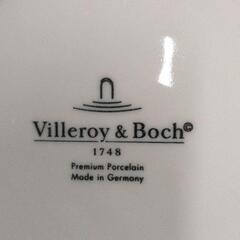 Villeroy & Boch©
1748
Premium Porcelain
Made in Germany